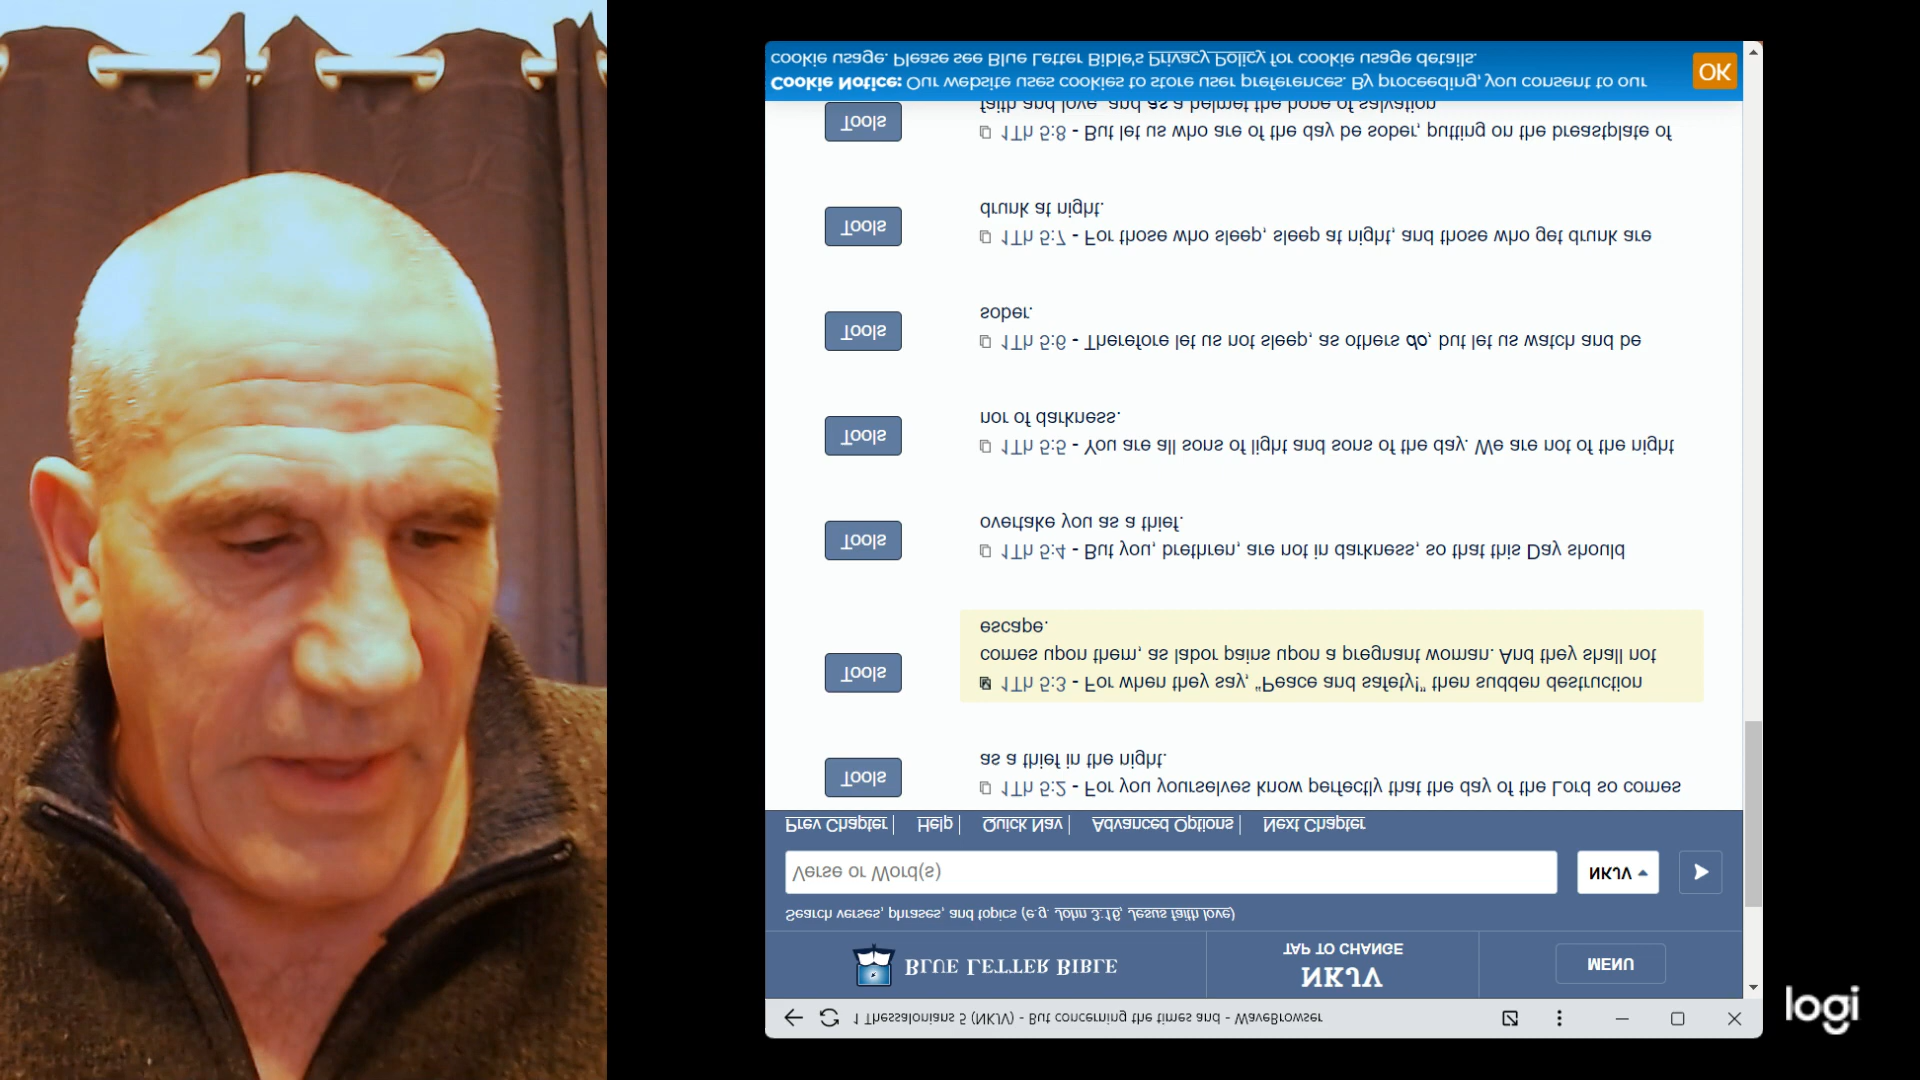 1 Thessalonians 5 (NKJV) - But concerning the times and - WaveBrowser
BLUE LETTER BIBLE
NKJV
TAP TO CHANGE
MENU
Search verses, phrases, and topics (e.g. John 3:16, Jesus faith love)
Verse or Word(s)
NKJV
Prev Chapter | Help | Quick Nav | Advanced Options | Next Chapter
Tools
1Th 5:2 - For you yourselves know perfectly that the day of the Lord so comes
as a thief in the night.
Tools
1Th 5:3 - For when they say, "Peace and safety!" then sudden destruction
comes upon them, as labor pains upon a pregnant woman. And they shall not
escape.
Tools
1Th 5:4 - But you, brethren, are not in darkness, so that this Day should
overtake you as a thief.
Tools
1Th 5:5 - You are all sons of light and sons of the day. We are not of the night
nor of darkness.
Tools
1Th 5:6 - Therefore let us not sleep, as others do, but let us watch and be
sober.
Tools
1Th 5:7 - For those who sleep, sleep at night, and those who get drunk are
drunk at night.
Tools
1Th 5:8 - But let us who are of the day be sober, putting on the breastplate of
faith and love, and as a helmet the hope of salvation
Cookie Notice: Our website uses cookies to store user preferences. By proceeding, you consent to our
cookie usage. Please see Blue Letter Bible's Privacy Policy for cookie usage details.
OK
logi